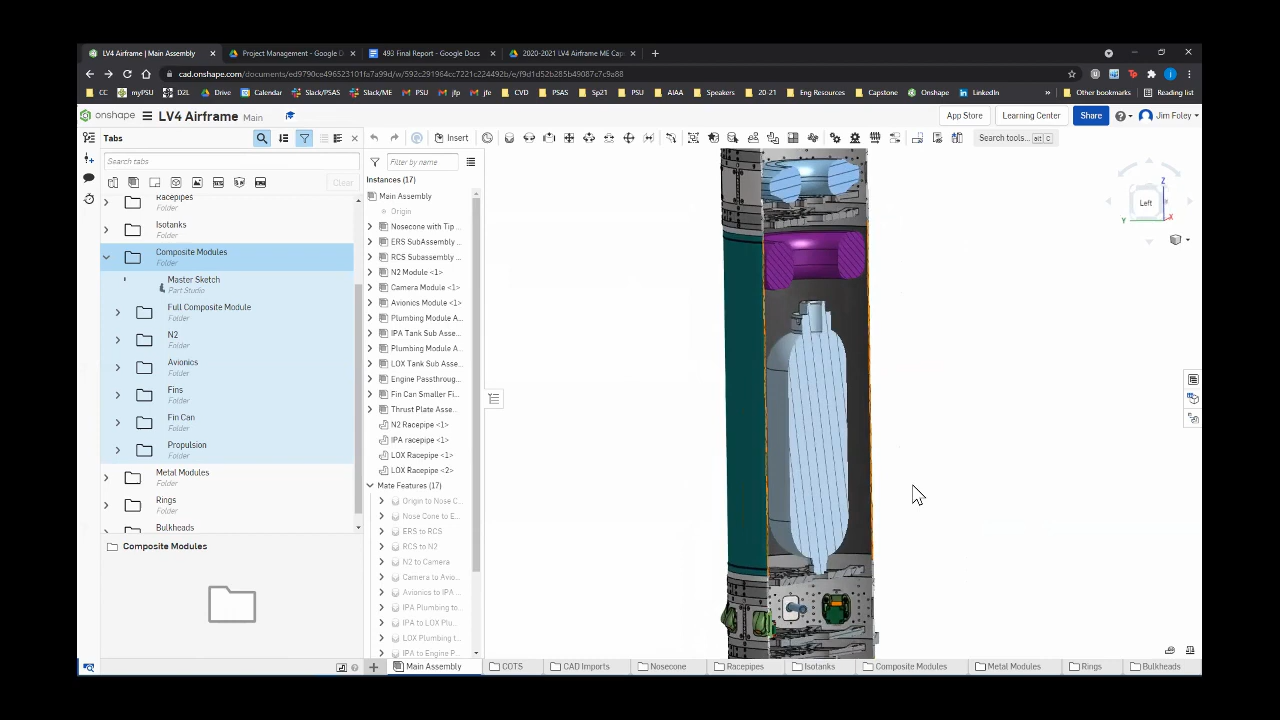 LV4 Airframe | Main Assembly
Project Management - Google D
493 Final Report - Google Docs
2020-2021 LV4 Airframe ME Cap
cad.onshape.com/documents/ed9790ce496523101fa7a99d/w/592c291964cc7221c224492b/e/f9d1d52b285b49087c7c9a88
CC myPSU D2L Drive Calendar Slack/PSAS Slack/ME PSU jfp jfe CVD PSAS Sp21 PSU AIAA Speakers 20-21 Eng Resources Capstone Onshape LinkedIn » Other bookmarks Reading list
onshape LV4 Airframe Main App Store Learning Center Share Jim Foley
Tabs
Insert
Search tools... alt C
Search tabs
Clear
Racepipes
Folder
Isotanks
Folder
Composite Modules
Folder
Master Sketch
Part Studio
Full Composite Module
Folder
N2
Folder
Avionics
Folder
Fins
Folder
Fin Can
Folder
Propulsion
Folder
Metal Modules
Folder
Rings
Folder
Bulkheads
Composite Modules
Filter by name
Instances (17)
Main Assembly
Origin
Nosecone with Tip ...
ERS SubAssembly ...
RCS Subassembly ...
N2 Module <1>
Camera Module <1>
Avionics Module <1>
Plumbing Module A...
IPA Tank Sub Asse...
Plumbing Module A...
LOX Tank Sub Asse...
Engine Passthroug...
Fin Can Smaller Fi...
Thrust Plate Asse...
N2 Racepipe <1>
IPA racepipe <1>
LOX Racepipe <1>
LOX Racepipe <2>
Mate Features (17)
Origin to Nose C...
Nose Cone to E...
ERS to RCS
RCS to N2
N2 to Camera
Camera to Avio...
Avionics to IPA ...
IPA Plumbing to...
IPA to LOX Plu...
LOX Plumbing t...
IPA to Engine P...
Left
Z
Y
X
Main Assembly COTS CAD Imports Nosecone Racepipes Isotanks Composite Modules Metal Modules Rings Bulkheads